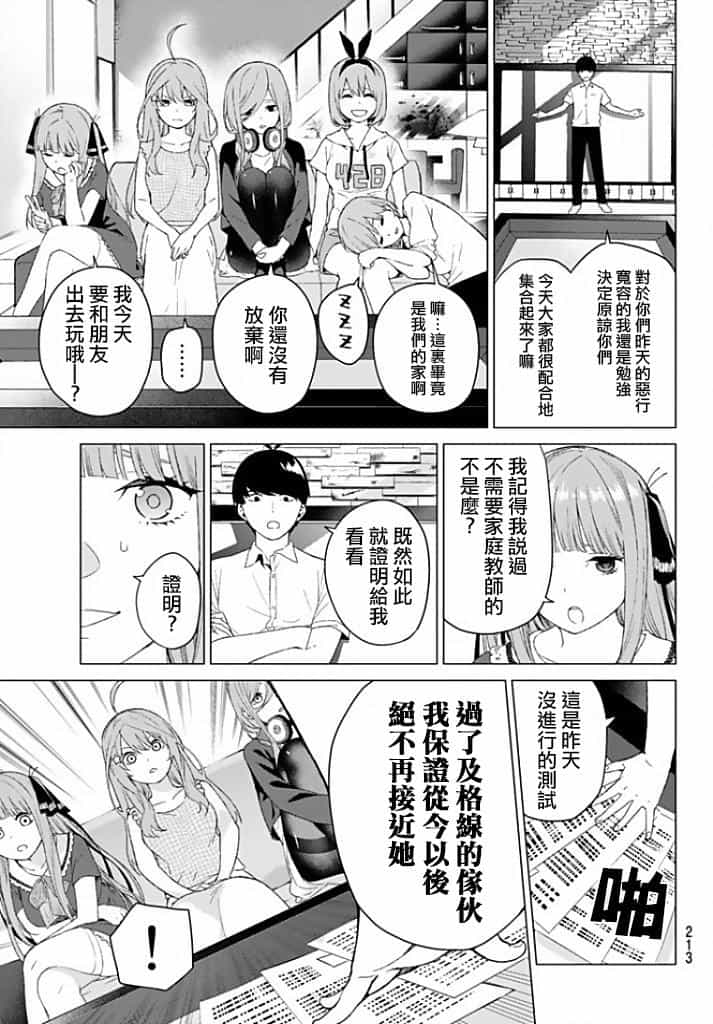 對於你們昨天的惡行
寬容的我還是勉強
決定原諒你們
今天大家都很配合地
集合起來了嘛
嘛…這裏畢竟
是我們的家啊
ZZZ
你還沒有
放棄啊
……
我今天
要和朋友
出去玩哦—?
428
我記得我說過
不需要家庭教師的
不是麼?
既然如此
就證明給我
看看
證明?
這是昨天
沒進行的測試
啪
過了及格線的傢伙
我保證從今以後
絕不再接近她
!
213